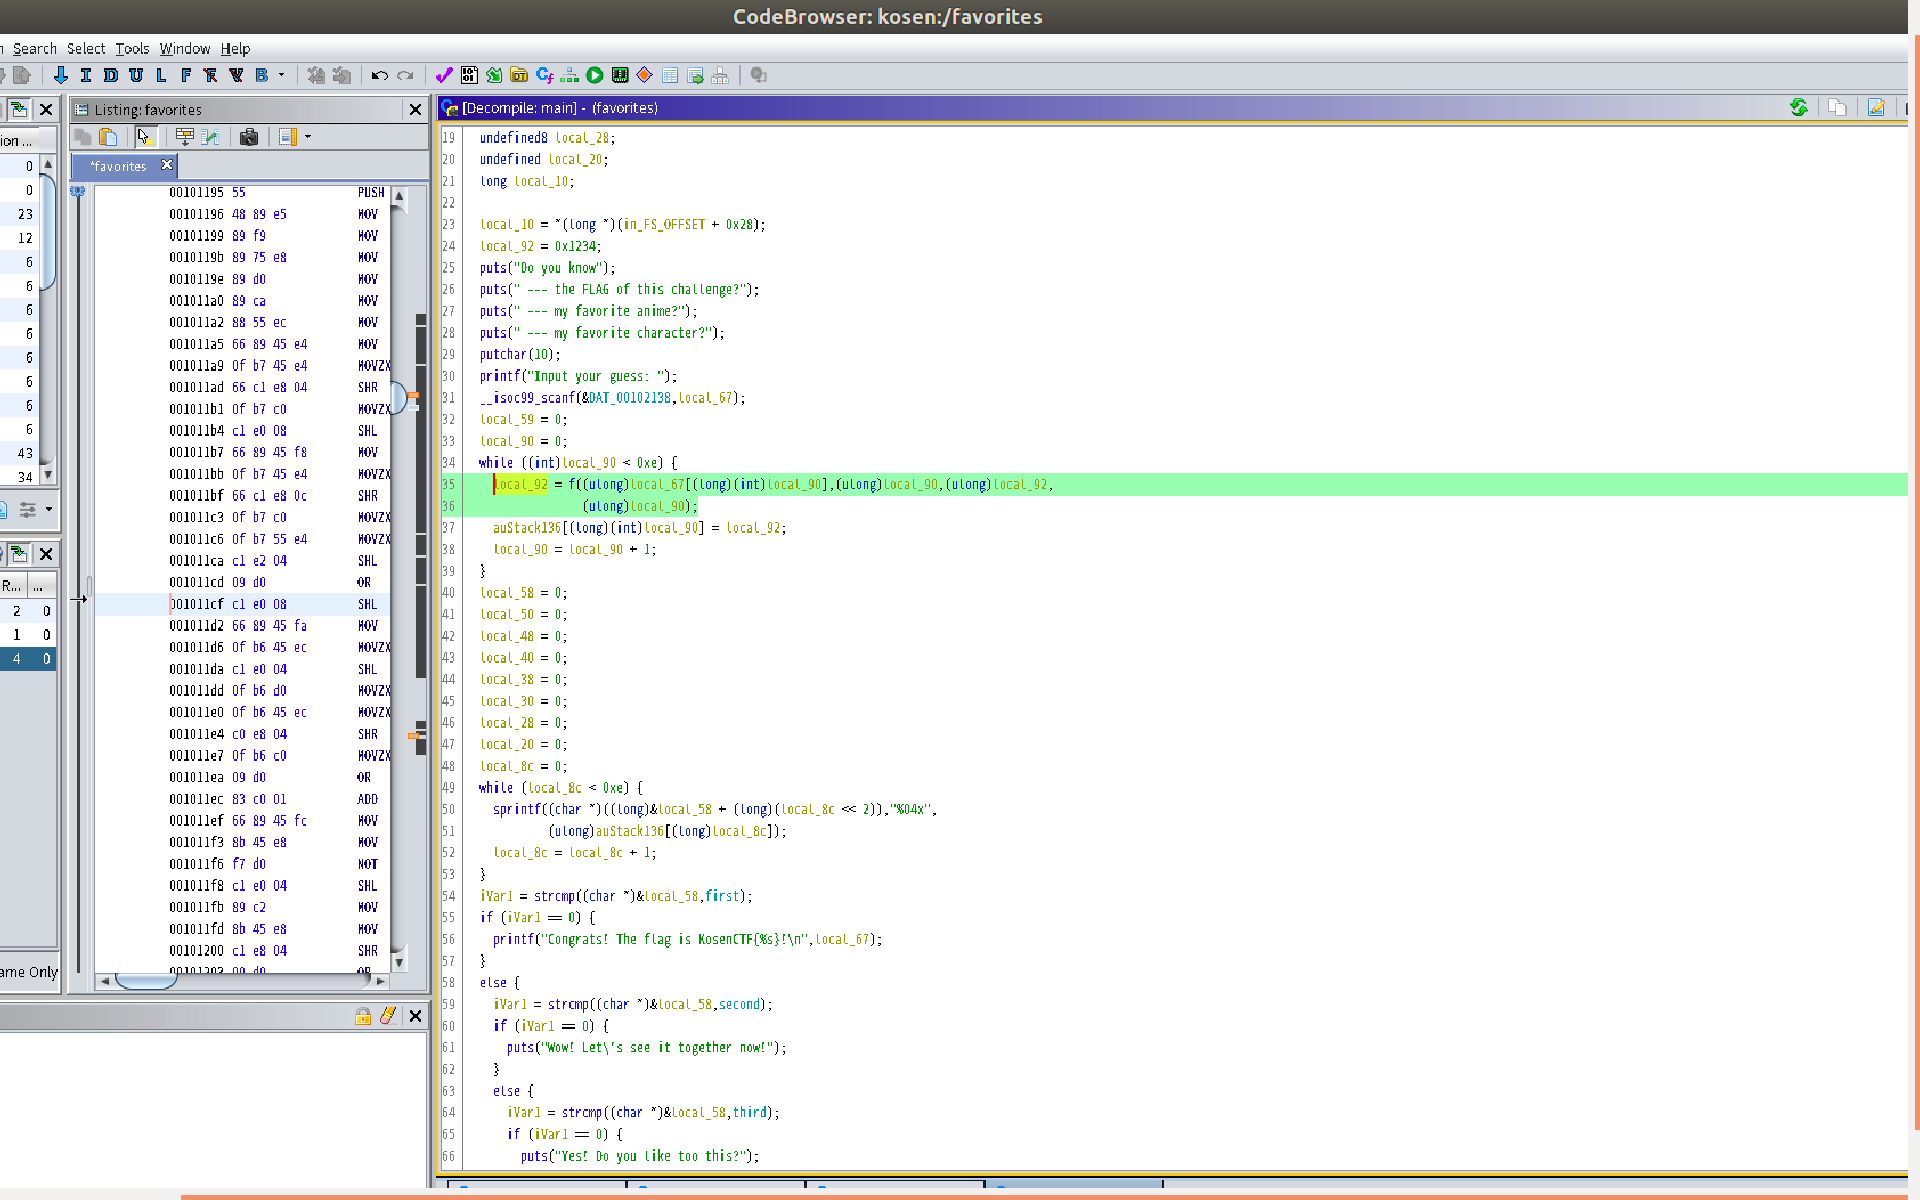 CodeBrowser: kosen:/favorites
Search Select Tools Window Help
I D U L F B
Listing: favorites
[Decompile: main] - (favorites)
ion ...
*favorites
0
0
23
12
6
6
6
6
6
6
6
6
43
34
R... ...
2 0
1 0
4 0
ame Only
00101195 55 PUSH
00101196 48 89 e5 MOV
00101199 89 f9 MOV
0010119b 89 75 e8 MOV
0010119e 89 d0 MOV
001011a0 89 ca MOV
001011a2 88 55 ec MOV
001011a5 66 89 45 e4 MOV
001011a9 0f b7 45 e4 MOVZX
001011ad 66 c1 e8 04 SHR
001011b1 0f b7 c0 MOVZX
001011b4 c1 e0 08 SHL
001011b7 66 89 45 f8 MOV
001011bb 0f b7 45 e4 MOVZX
001011bf 66 c1 e8 0c SHR
001011c3 0f b7 c0 MOVZX
001011c6 0f b7 55 e4 MOVZX
001011ca c1 e2 04 SHL
001011cd 09 d0 OR
001011cf c1 e0 08 SHL
001011d2 66 89 45 fa MOV
001011d6 0f b6 45 ec MOVZX
001011da c1 e0 04 SHL
001011dd 0f b6 d0 MOVZX
001011e0 0f b6 45 ec MOVZX
001011e4 c0 e8 04 SHR
001011e7 0f b6 c0 MOVZX
001011ea 09 d0 OR
001011ec 83 c0 01 ADD
001011ef 66 89 45 fc MOV
001011f3 8b 45 e8 MOV
001011f6 f7 d0 NOT
001011f8 c1 e0 04 SHL
001011fb 89 c2 MOV
001011fd 8b 45 e8 MOV
00101200 c1 e8 04 SHR
00101203 09 d0 OR
19 undefined8 local_28;
20 undefined local_20;
21 long local_10;
22
23 local_10 = *(long *)(in_FS_OFFSET + 0x28);
24 local_92 = 0x1234;
25 puts("Do you know");
26 puts(" --- the FLAG of this challenge?");
27 puts(" --- my favorite anime?");
28 puts(" --- my favorite character?");
29 putchar(10);
30 printf("Input your guess: ");
31 __isoc99_scanf(&DAT_00102138,local_67);
32 local_59 = 0;
33 local_90 = 0;
34 while ((int)local_90 < 0xe) {
35 local_92 = f((ulong)local_67[(long)(int)local_90],(ulong)local_90,(ulong)local_92,
36 (ulong)local_90);
37 auStack136[(long)(int)local_90] = local_92;
38 local_90 = local_90 + 1;
39 }
40 local_58 = 0;
41 local_50 = 0;
42 local_48 = 0;
43 local_40 = 0;
44 local_38 = 0;
45 local_30 = 0;
46 local_28 = 0;
47 local_20 = 0;
48 local_8c = 0;
49 while (local_8c < 0xe) {
50 sprintf((char *)((long)&local_58 + (long)(local_8c << 2)),"%04x",
51 (ulong)auStack136[(long)local_8c]);
52 local_8c = local_8c + 1;
53 }
54 iVar1 = strcmp((char *)&local_58,first);
55 if (iVar1 == 0) {
56 printf("Congrats! The flag is KosenCTF{%s}!\n",local_67);
57 }
58 else {
59 iVar1 = strcmp((char *)&local_58,second);
60 if (iVar1 == 0) {
61 puts("Wow! Let\'s see it together now!");
62 }
63 else {
64 iVar1 = strcmp((char *)&local_58,third);
65 if (iVar1 == 0) {
66 puts("Yes! Do you like too this?");